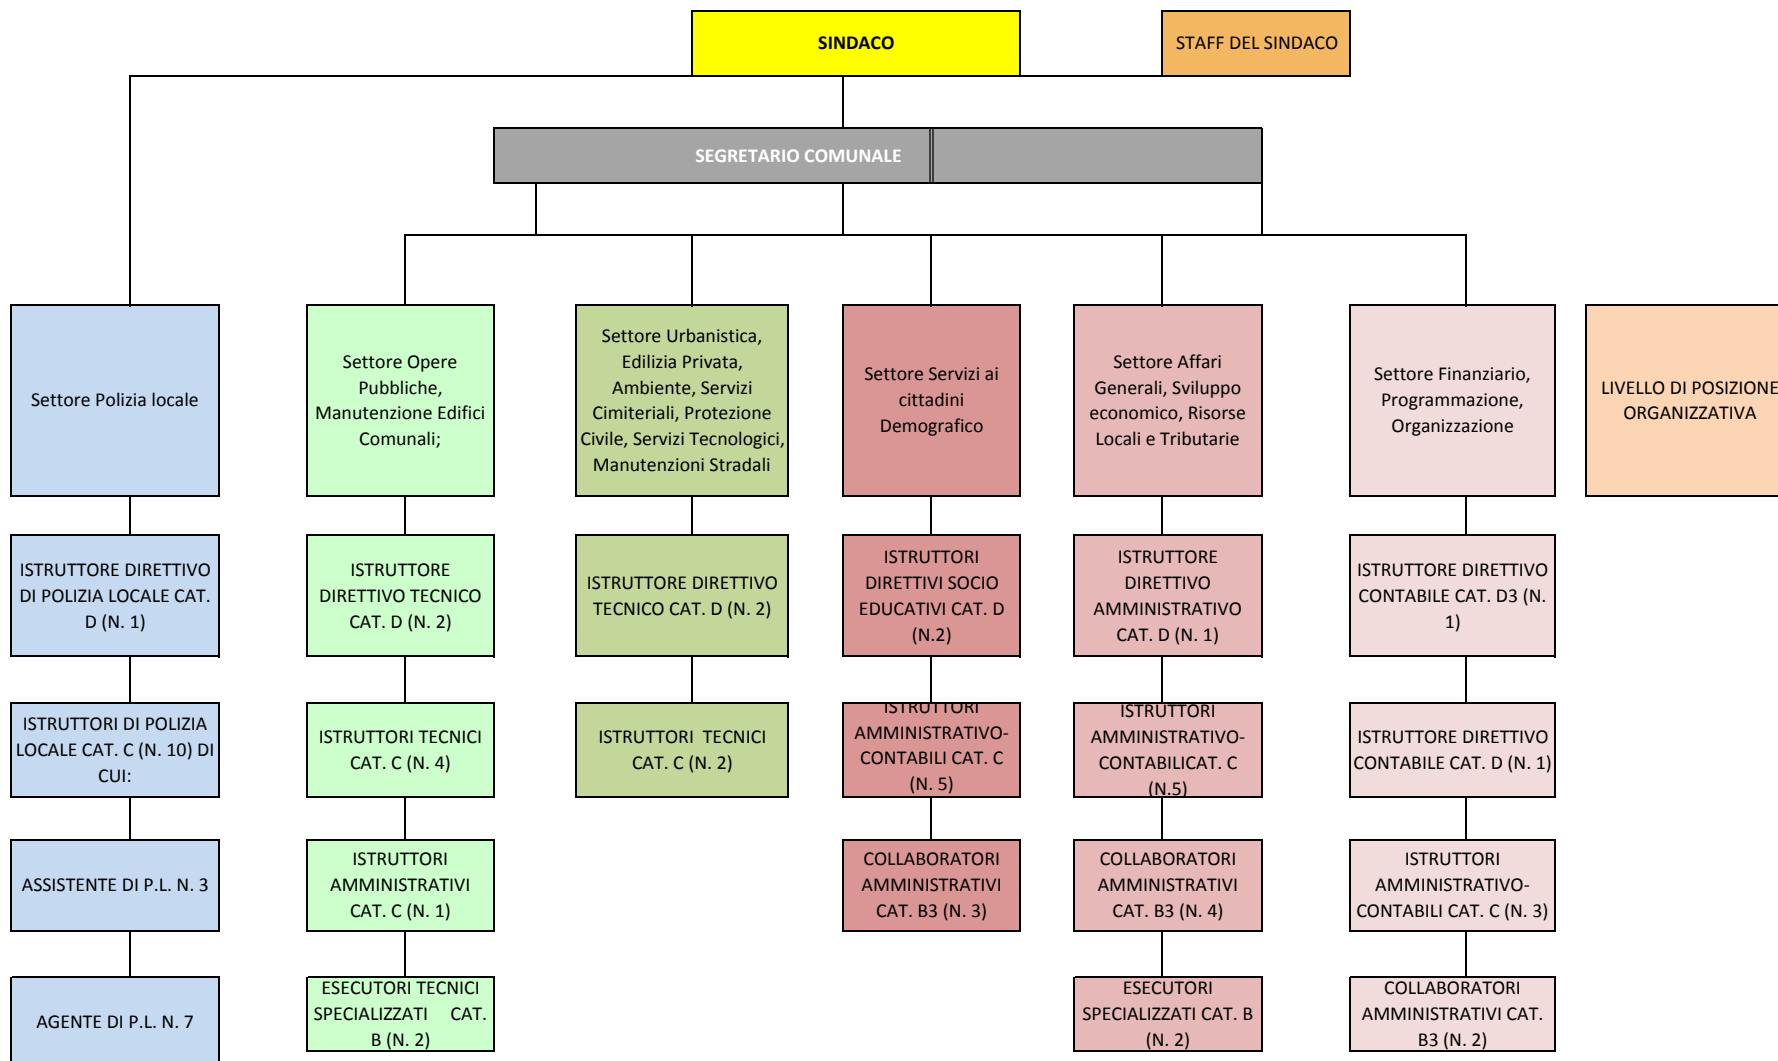 SINDACO
STAFF DEL SINDACO
SEGRETARIO COMUNALE
Settore Polizia locale
Settore Opere
Pubbliche,
Manutenzione Edifici
Comunali;
Settore Urbanistica,
Edilizia Privata,
Ambiente, Servizi
Cimiteriali, Protezione
Civile, Servizi Tecnologici,
Manutenzioni Stradali
Settore Servizi ai
cittadini
Demografico
Settore Affari
Generali, Sviluppo
economico, Risorse
Locali e Tributarie
Settore Finanziario,
Programmazione,
Organizzazione
LIVELLO DI POSIZIONE
ORGANIZZATIVA
ISTRUTTORE DIRETTIVO
DI POLIZIA LOCALE CAT.
D (N. 1)
ISTRUTTORE
DIRETTIVO TECNICO
CAT. D (N. 2)
ISTRUTTORE DIRETTIVO
TECNICO CAT. D (N. 2)
ISTRUTTORI
DIRETTIVI SOCIO
EDUCATIVI CAT. D
(N.2)
ISTRUTTORE
DIRETTIVO
AMMINISTRATIVO
CAT. D (N. 1)
ISTRUTTORE DIRETTIVO
CONTABILE CAT. D3 (N.
1)
ISTRUTTORI DI POLIZIA
LOCALE CAT. C (N. 10) DI
CUI:
ISTRUTTORI TECNICI
CAT. C (N. 4)
ISTRUTTORI TECNICI
CAT. C (N. 2)
ISTRUTTORI
AMMINISTRATIVO-
CONTABILI CAT. C
(N. 5)
ISTRUTTORI
AMMINISTRATIVO-
CONTABILICAT. C
(N.5)
ISTRUTTORE DIRETTIVO
CONTABILE CAT. D (N. 1)
ASSISTENTE DI P.L. N. 3
ISTRUTTORI
AMMINISTRATIVI
CAT. C (N. 1)
COLLABORATORI
AMMINISTRATIVI
CAT. B3 (N. 3)
COLLABORATORI
AMMINISTRATIVI
CAT. B3 (N. 4)
ISTRUTTORI
AMMINISTRATIVO-
CONTABILI CAT. C (N. 3)
AGENTE DI P.L. N. 7
ESECUTORI TECNICI
SPECIALIZZATI CAT.
B (N. 2)
ESECUTORI
SPECIALIZZATI CAT. B
(N. 2)
COLLABORATORI
AMMINISTRATIVI CAT.
B3 (N. 2)